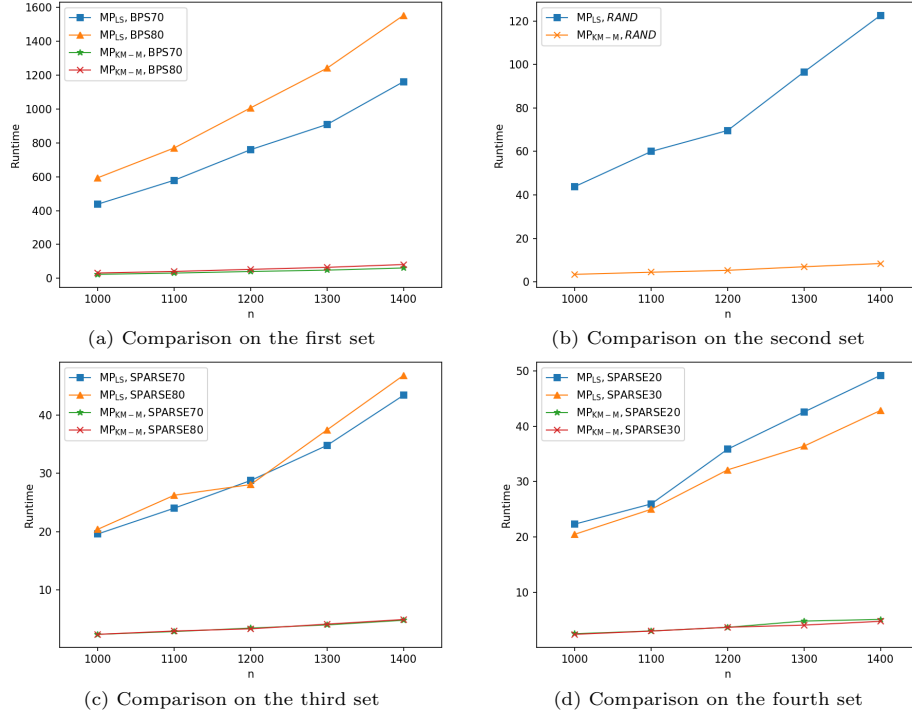 MP_LS, BPS70
MP_LS, BPS80
MP_KM−M, BPS70
MP_KM−M, BPS80
1600
1400
1200
1000
800
600
400
200
0
Runtime
1000 1100 1200 1300 1400
n
(a) Comparison on the first set
MP_LS, RAND
MP_KM−M, RAND
120
100
80
60
40
20
0
Runtime
1000 1100 1200 1300 1400
n
(b) Comparison on the second set
MP_LS, SPARSE70
MP_LS, SPARSE80
MP_KM−M, SPARSE70
MP_KM−M, SPARSE80
40
30
20
10
Runtime
1000 1100 1200 1300 1400
n
(c) Comparison on the third set
MP_LS, SPARSE20
MP_LS, SPARSE30
MP_KM−M, SPARSE20
MP_KM−M, SPARSE30
50
40
30
20
10
Runtime
1000 1100 1200 1300 1400
n
(d) Comparison on the fourth set